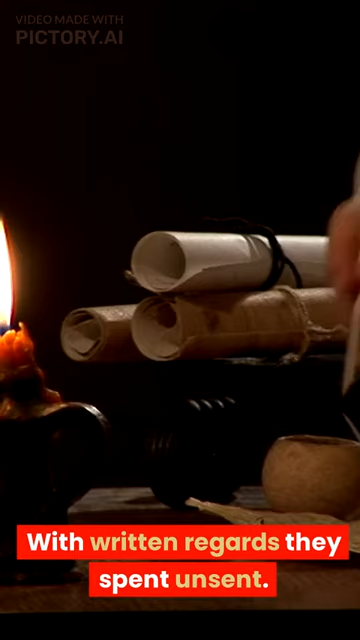 VIDEO MADE WITH
PICTORY.AI
With written regards they
spent unsent.